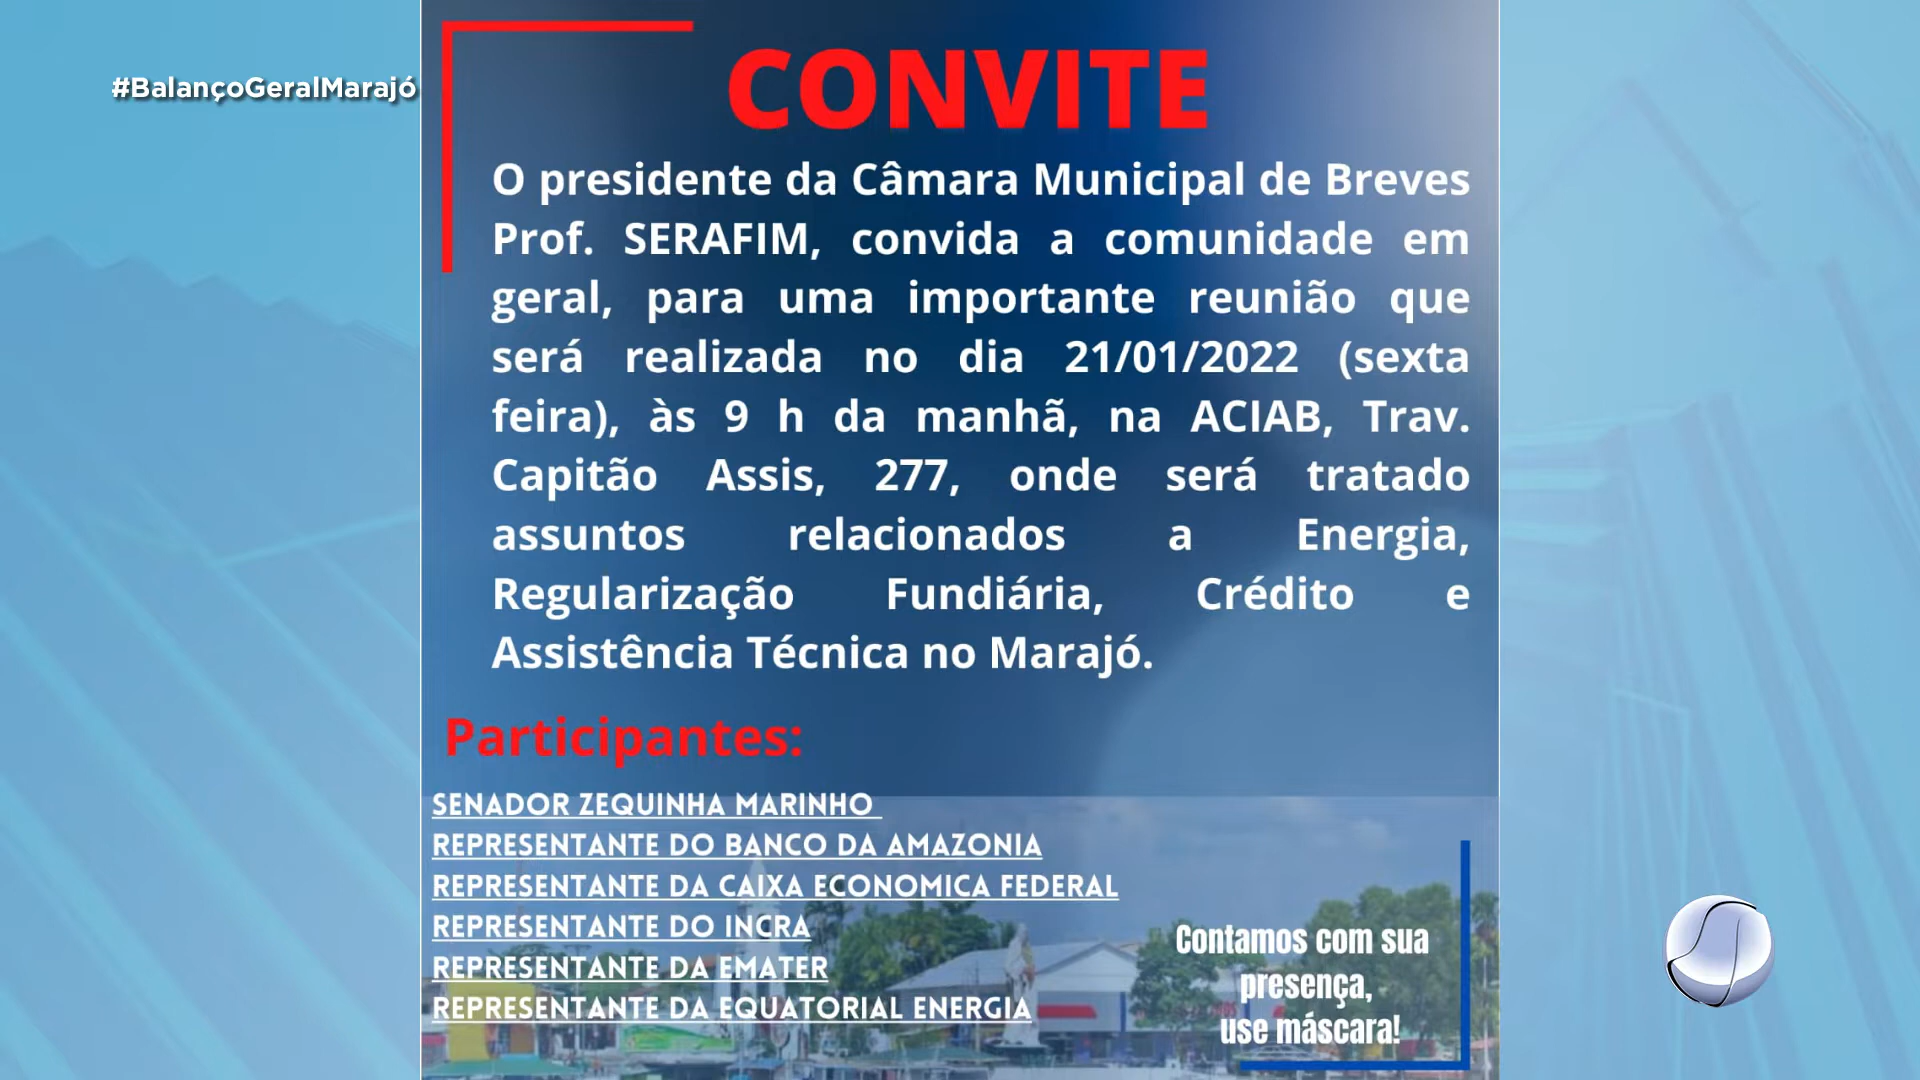 #BalançoGeralMarajó
CONVITE
O presidente da Câmara Municipal de Breves
Prof. SERAFIM, convida a comunidade em
geral, para uma importante reunião que
será realizada no dia 21/01/2022 (sexta
feira), às 9 h da manhã, na ACIAB, Trav.
Capitão Assis, 277, onde será tratado
assuntos relacionados a Energia,
Regularização Fundiária, Crédito e
Assistência Técnica no Marajó.
Participantes:
SENADOR ZEQUINHA MARINHO
REPRESENTANTE DO BANCO DA AMAZONIA
REPRESENTANTE DA CAIXA ECONOMICA FEDERAL
REPRESENTANTE DO INCRA
REPRESENTANTE DA EMATER
REPRESENTANTE DA EQUATORIAL ENERGIA
Contamos com sua
presença,
use máscara!